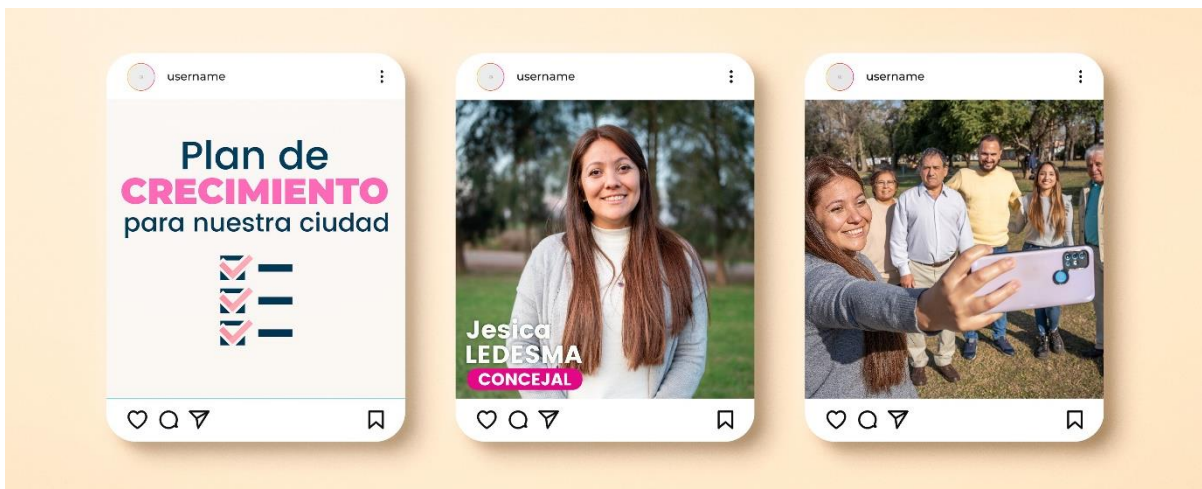 username
Plan de
CRECIMIENTO
para nuestra ciudad
username
Jesica
LEDESMA
CONCEJAL
username